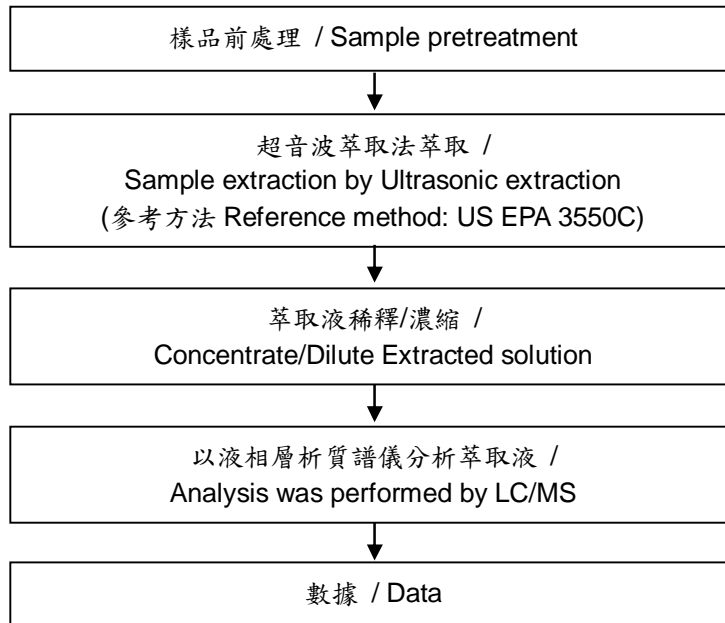 樣品前處理 / Sample pretreatment
超音波萃取法萃取 /
Sample extraction by Ultrasonic extraction
(參考方法 Reference method: US EPA 3550C)
萃取液稀釋/濃縮 /
Concentrate/Dilute Extracted solution
以液相層析質譜儀分析萃取液 /
Analysis was performed by LC/MS
數據 / Data